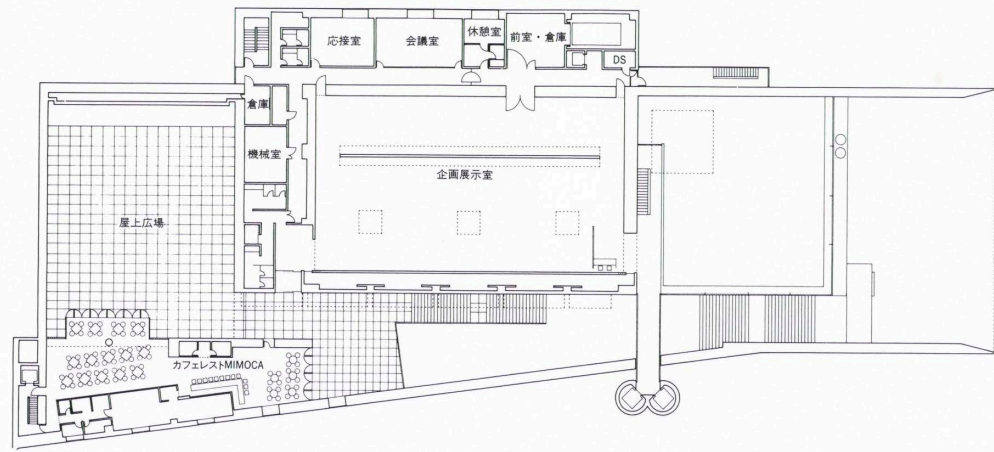 応接室
会議室
休憩室
前室・倉庫
DS
倉庫
機械室
企画展示室
屋上広場
カフェレストMIMOCA